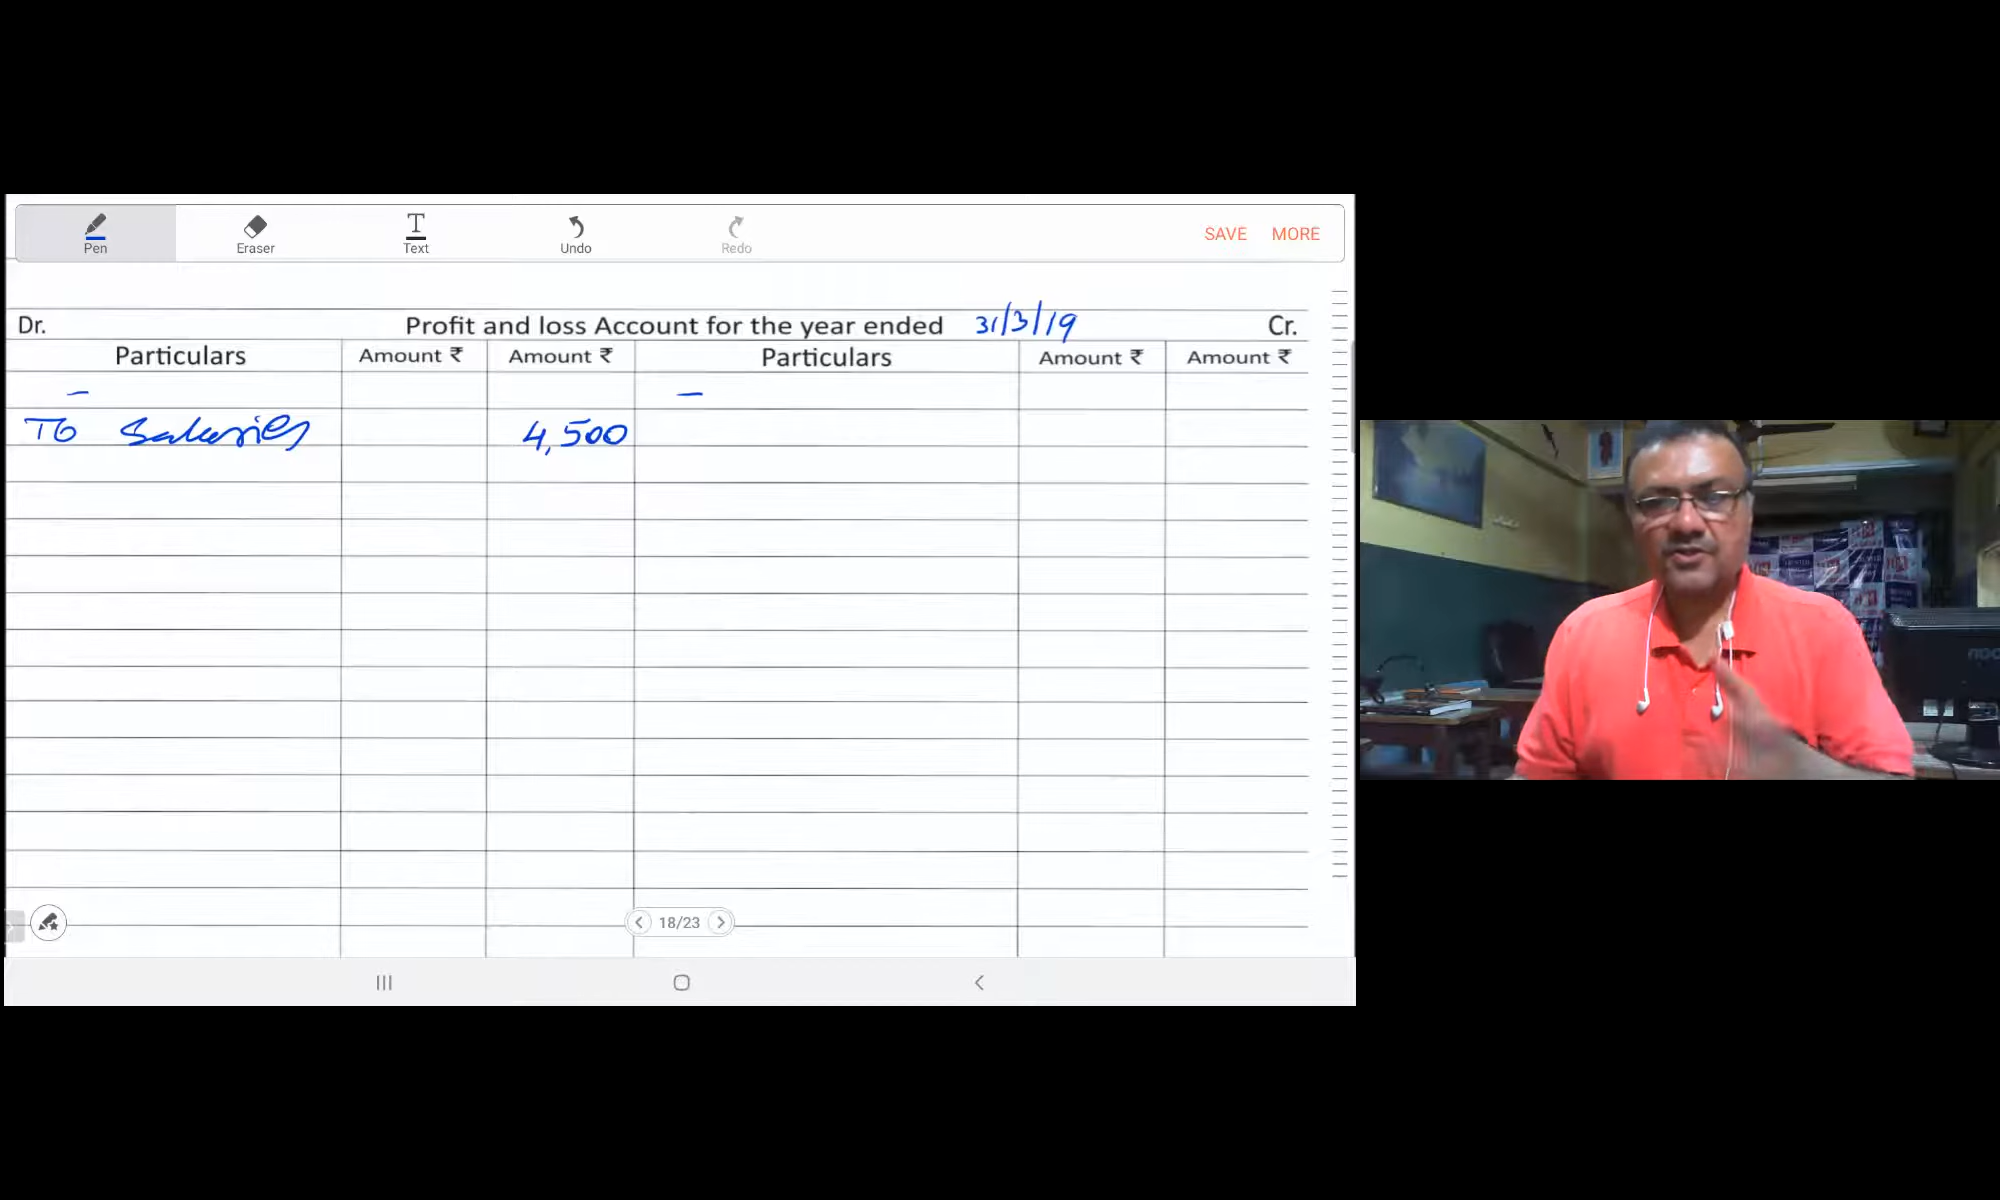 Pen Eraser Text Undo Redo SAVE MORE
Dr. Profit and loss Account for the year ended 31/3/19 Cr.
Particulars Amount ₹ Amount ₹ Particulars Amount ₹ Amount ₹
– –
To Salaries 4,500
18/23